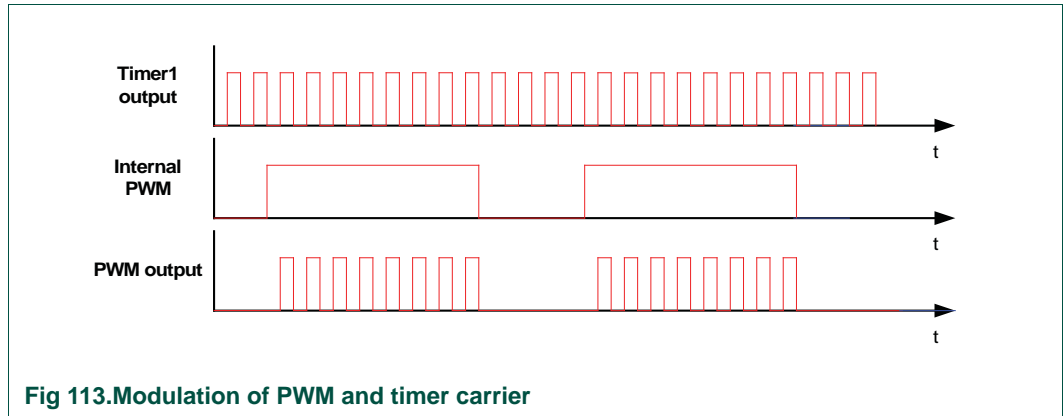 Timer1
output
t
Internal
PWM
t
PWM output
t
Fig 113.Modulation of PWM and timer carrier